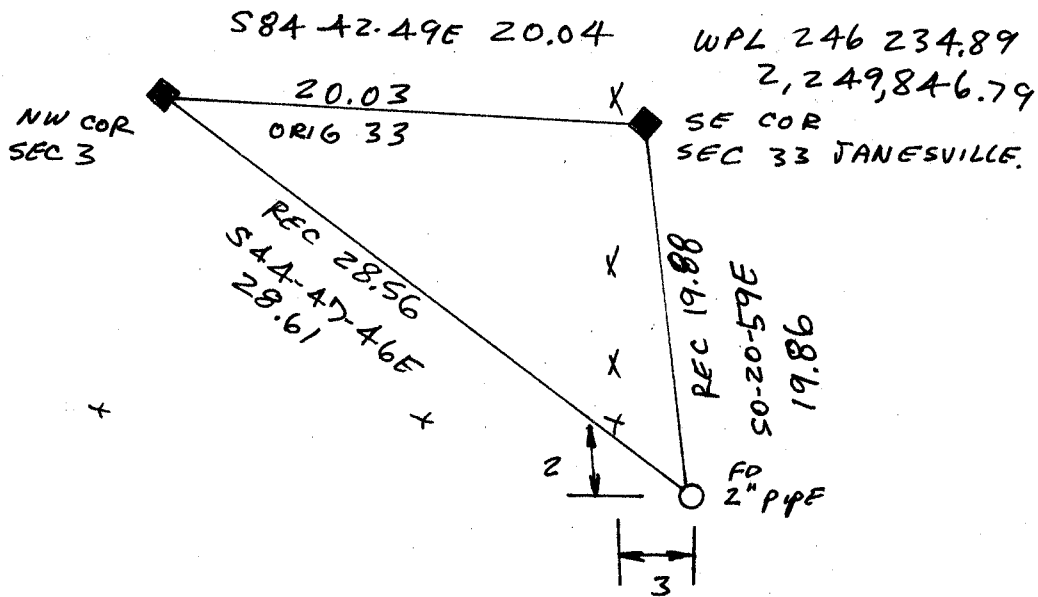 S84-42-49E 20.04
WPL 246 234.89
2,249,846.79
20.03
ORIG 33
NW COR
SEC 3
SE COR
SEC 33 JANESVILLE.
REC 28.56
S44-47-46E
28.61
REC 19.88
S0-20-59E
19.86
2
FD
2" PIPE
3